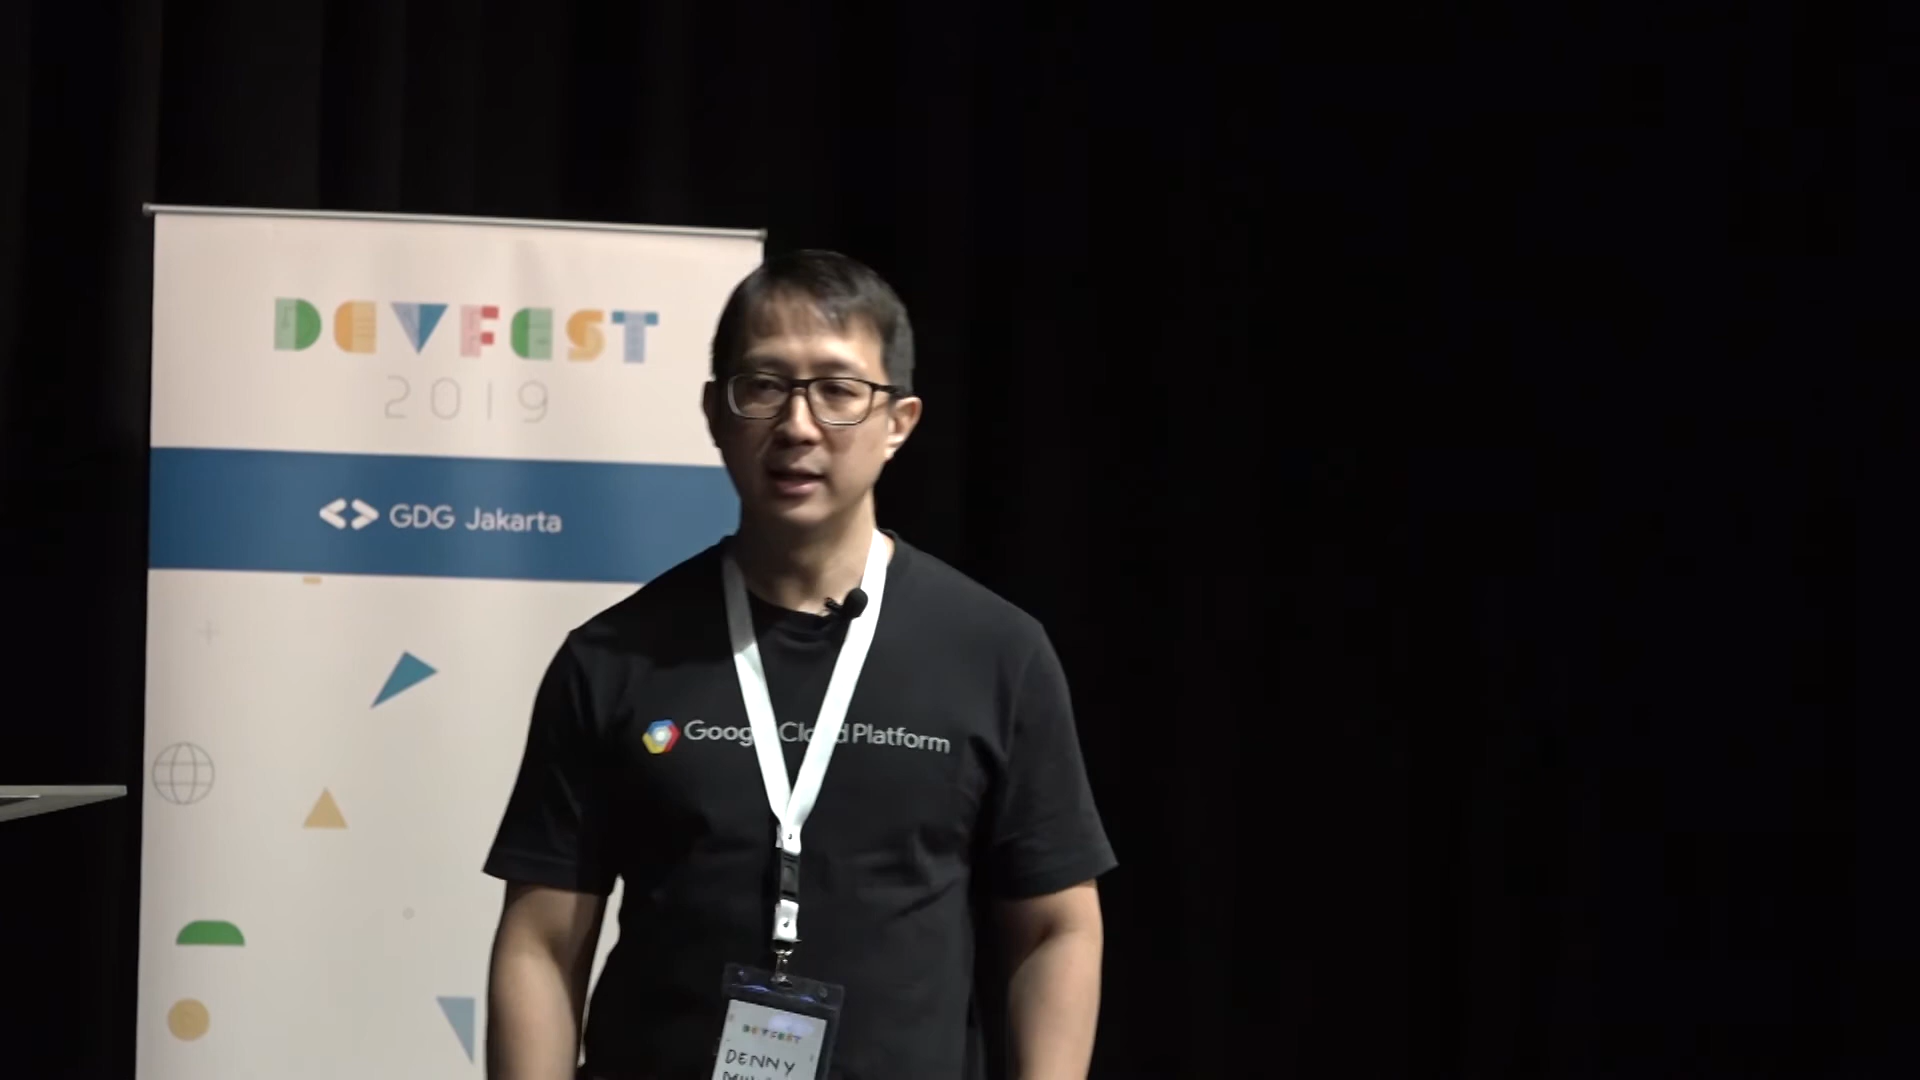 DEVFEST
2019
<> GDG Jakarta
Google Cloud Platform
DEVFEST
DENNY